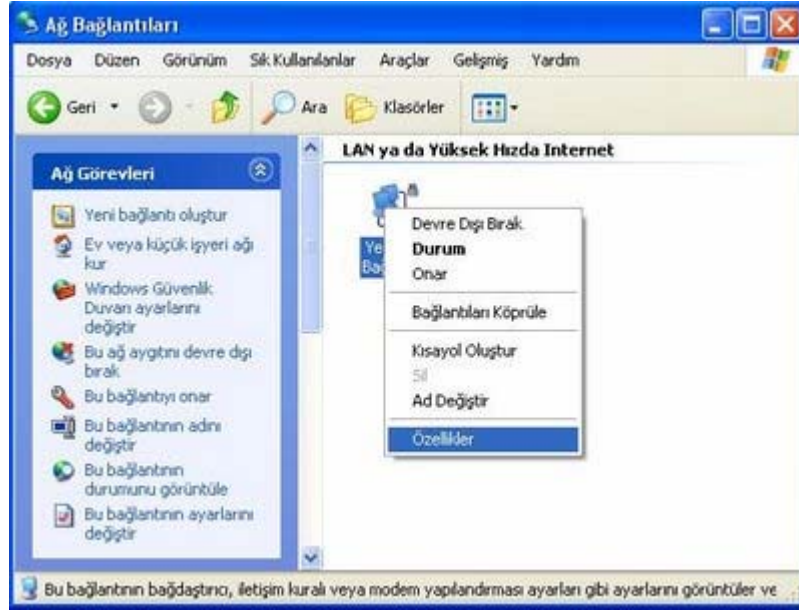 Ağ Bağlantıları
Dosya Düzen Görünüm Sık Kullanılanlar Araçlar Gelişmiş Yardım
Geri Ara Klasörler
Ağ Görevleri
Yeni bağlantı oluştur
Ev veya küçük işyeri ağı
kur
Windows Güvenlik
Duvarı ayarlarını
değiştir
Bu ağ aygıtını devre dışı
bırak
Bu bağlantıyı onar
Bu bağlantının adını
değiştir
Bu bağlantının
durumunu görüntüle
Bu bağlantının ayarlarını
değiştir
LAN ya da Yüksek Hızda Internet
Devre Dışı Bırak
Durum
Onar
Bağlantıları Köprüle
Kısayol Oluştur
Sil
Ad Değiştir
Özellikler
Bu bağlantının bağdaştırıcı, iletişim kuralı veya modem yapılandırması ayarları gibi ayarlarını görüntüler ve